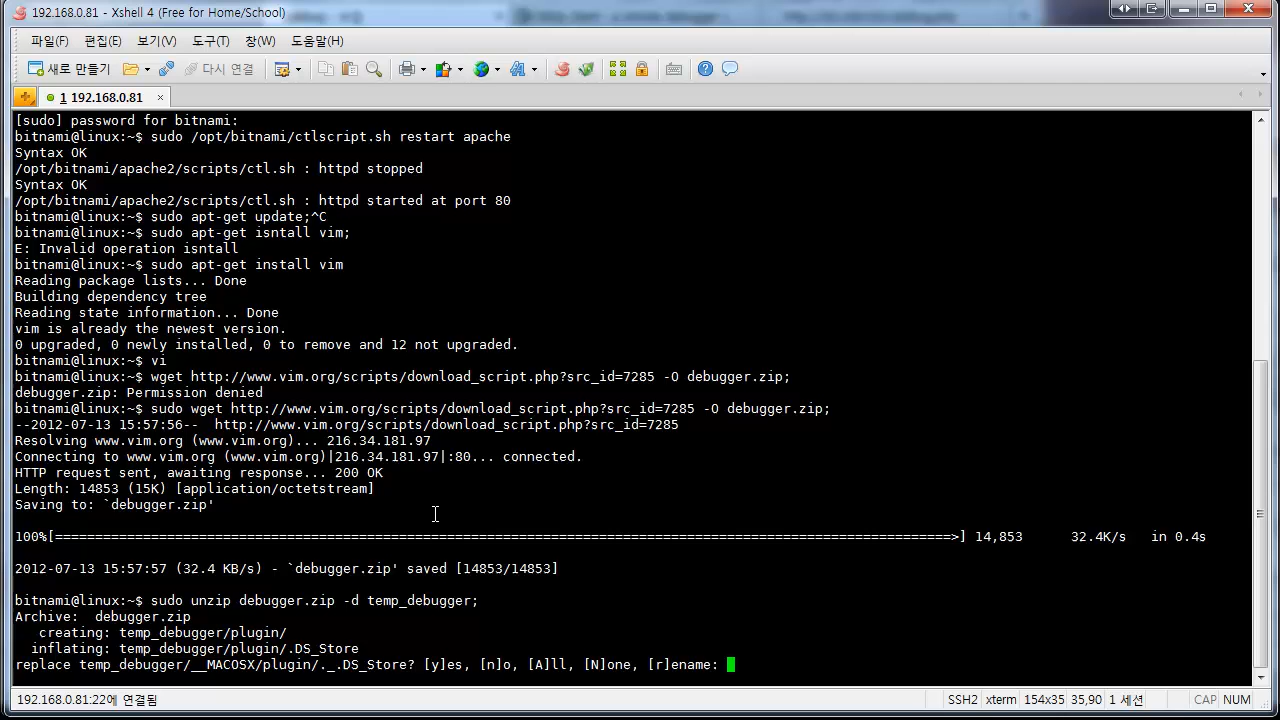 192.168.0.81 - Xshell 4 (Free for Home/School)
파일(F) 편집(E) 보기(V) 도구(T) 창(W) 도움말(H)
새로 만들기 다시 연결
1 192.168.0.81
[sudo] password for bitnami:
bitnami@linux:~$ sudo /opt/bitnami/ctlscript.sh restart apache
Syntax OK
/opt/bitnami/apache2/scripts/ctl.sh : httpd stopped
Syntax OK
/opt/bitnami/apache2/scripts/ctl.sh : httpd started at port 80
bitnami@linux:~$ sudo apt-get update;^C
bitnami@linux:~$ sudo apt-get isntall vim;
E: Invalid operation isntall
bitnami@linux:~$ sudo apt-get install vim
Reading package lists... Done
Building dependency tree
Reading state information... Done
vim is already the newest version.
0 upgraded, 0 newly installed, 0 to remove and 12 not upgraded.
bitnami@linux:~$ vi
bitnami@linux:~$ wget http://www.vim.org/scripts/download_script.php?src_id=7285 -O debugger.zip;
debugger.zip: Permission denied
bitnami@linux:~$ sudo wget http://www.vim.org/scripts/download_script.php?src_id=7285 -O debugger.zip;
--2012-07-13 15:57:56--  http://www.vim.org/scripts/download_script.php?src_id=7285
Resolving www.vim.org (www.vim.org)... 216.34.181.97
Connecting to www.vim.org (www.vim.org)|216.34.181.97|:80... connected.
HTTP request sent, awaiting response... 200 OK
Length: 14853 (15K) [application/octetstream]
Saving to: `debugger.zip'
100%[================================================================================================================>] 14,853      32.4K/s   in 0.4s
2012-07-13 15:57:57 (32.4 KB/s) - `debugger.zip' saved [14853/14853]
bitnami@linux:~$ sudo unzip debugger.zip -d temp_debugger;
Archive:  debugger.zip
creating: temp_debugger/plugin/
inflating: temp_debugger/plugin/.DS_Store
replace temp_debugger/__MACOSX/plugin/._.DS_Store? [y]es, [n]o, [A]ll, [N]one, [r]ename:
192.168.0.81:22에 연결됨 SSH2 xterm 154x35 35,90 1 세션 CAP NUM